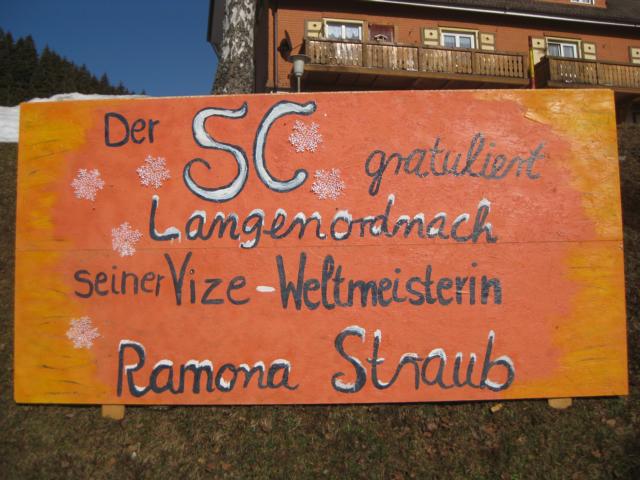 Der SC gratuliert
Langenordnach
seiner Vize-Weltmeisterin
Ramona Straub